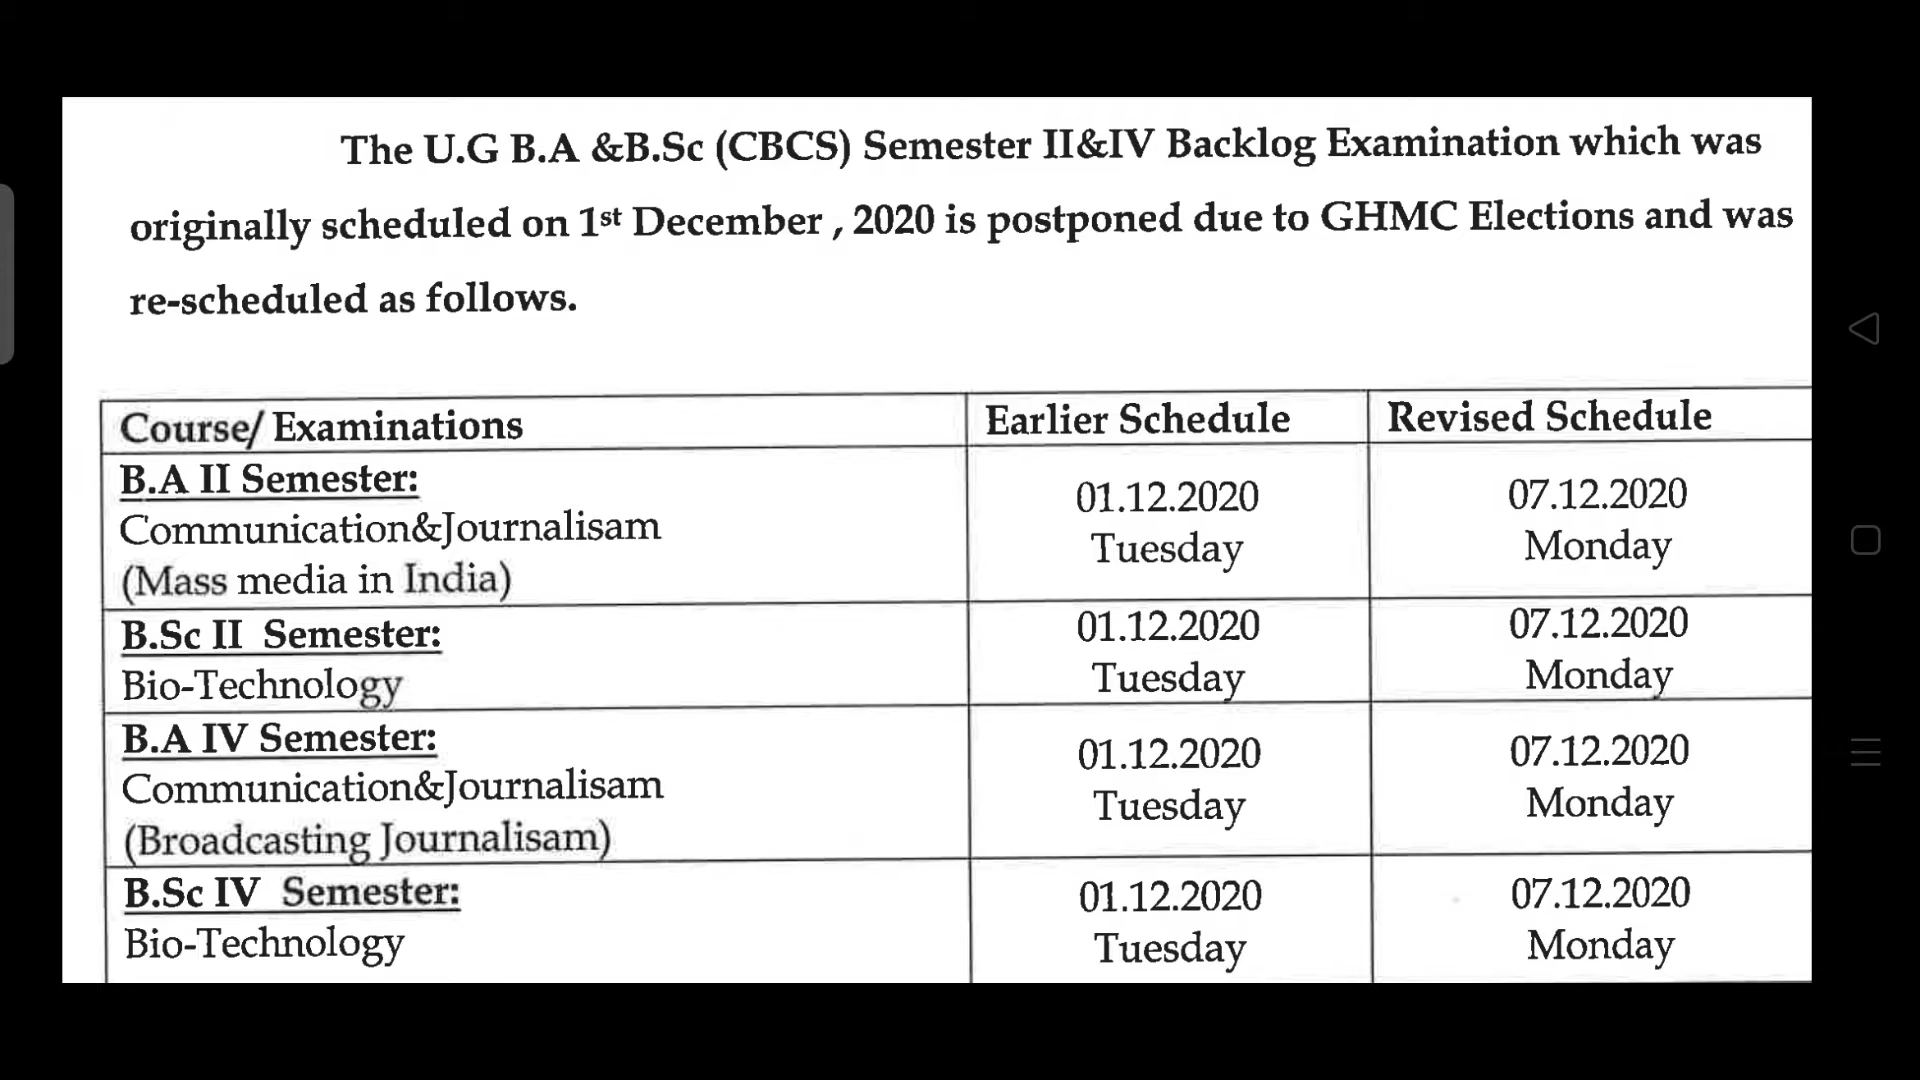 The U.G B.A &B.Sc (CBCS) Semester II&IV Backlog Examination which was
originally scheduled on 1st December , 2020 is postponed due to GHMC Elections and was
re-scheduled as follows.
Course/ Examinations Earlier Schedule Revised Schedule
B.A II Semester:
Communication&Journalisam
(Mass media in India)
01.12.2020
Tuesday
07.12.2020
Monday
B.Sc II Semester:
Bio-Technology
01.12.2020
Tuesday
07.12.2020
Monday
B.A IV Semester:
Communication&Journalisam
(Broadcasting Journalisam)
01.12.2020
Tuesday
07.12.2020
Monday
B.Sc IV Semester:
Bio-Technology
01.12.2020
Tuesday
07.12.2020
Monday